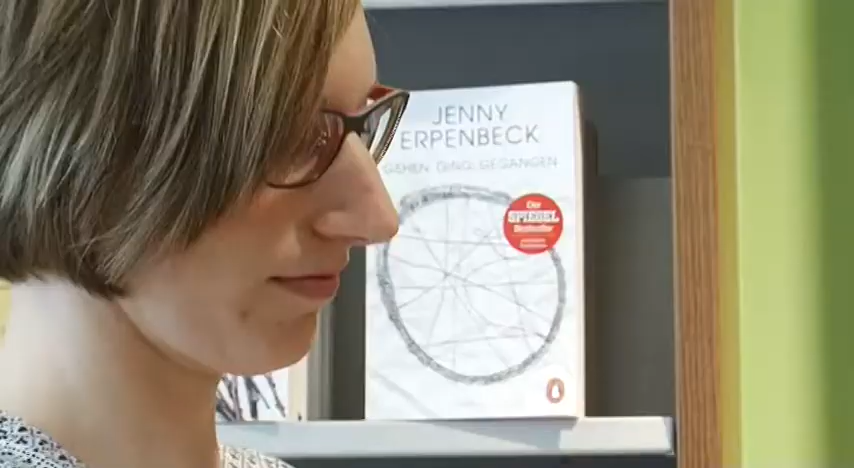 JENNY
ERPENBECK
GEHEN, GING, GEGANGEN
Der
SPIEGEL
Bestseller